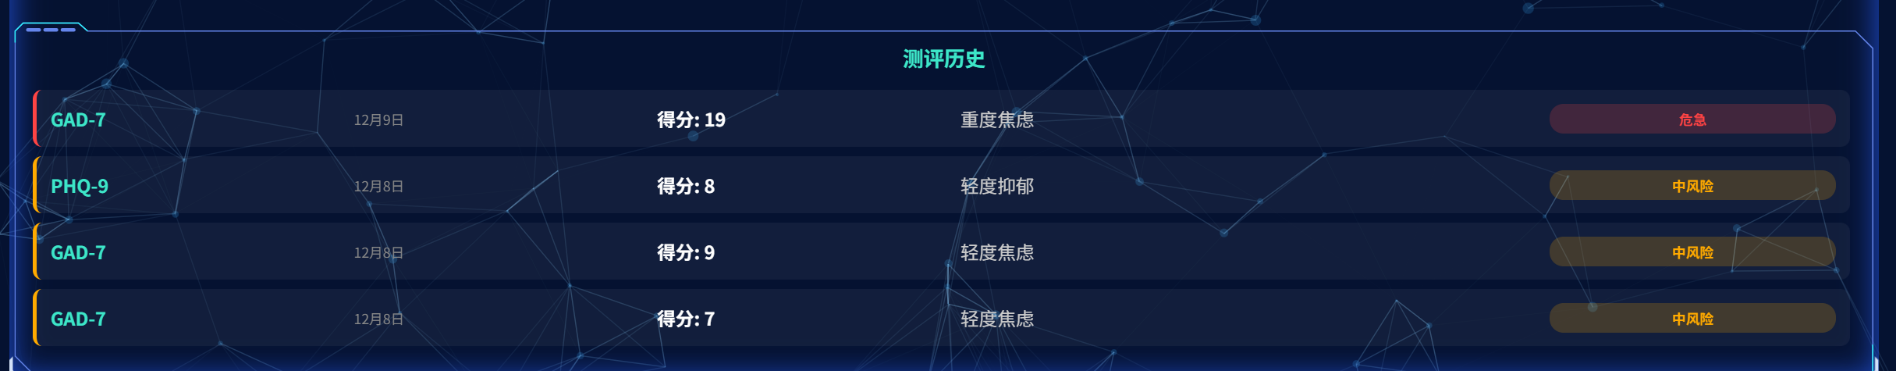 测评历史
GAD-7 12月9日 得分: 19 重度焦虑 危急
PHQ-9 12月8日 得分: 8 轻度抑郁 中风险
GAD-7 12月8日 得分: 9 轻度焦虑 中风险
GAD-7 12月8日 得分: 7 轻度焦虑 中风险